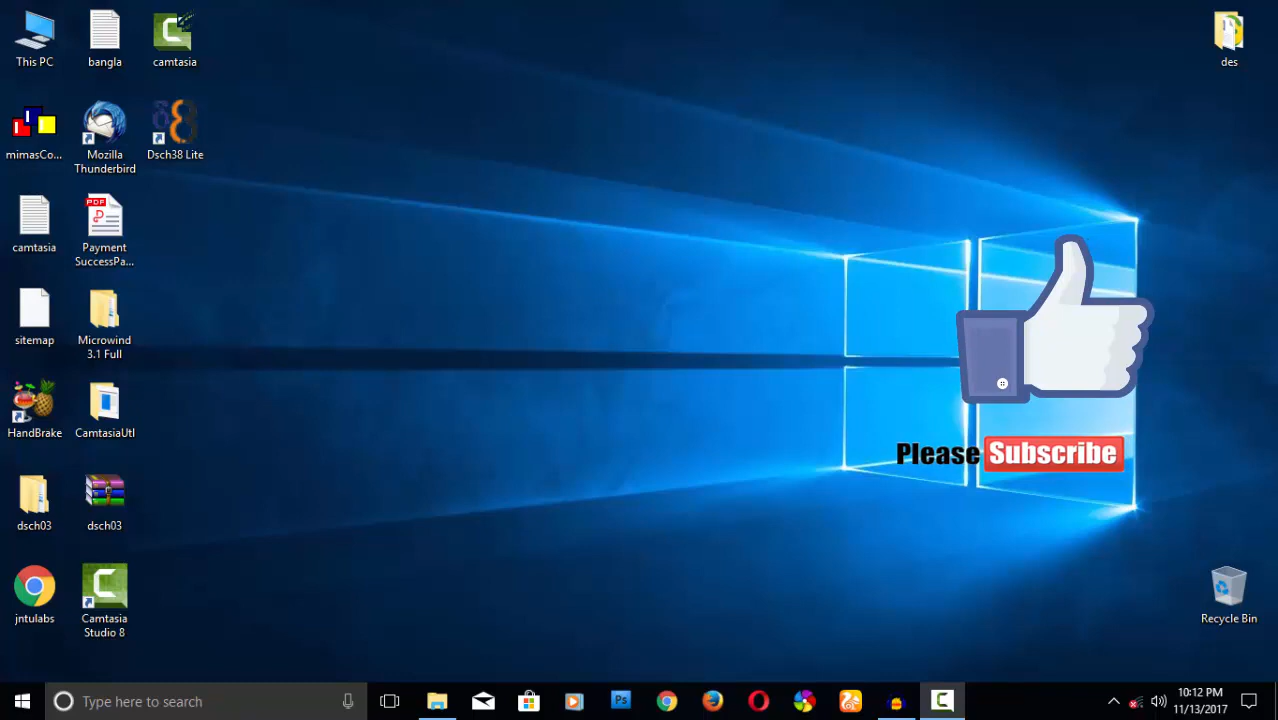 This PC
bangla
camtasia
des
mimasCo...
Mozilla
Thunderbird
Dsch38 Lite
camtasia
PDF
Payment
SuccessPa...
sitemap
Microwind
3.1 Full
HandBrake
CamtasiaUtl
Please Subscribe
dsch03
dsch03
jntulabs
Camtasia
Studio 8
Recycle Bin
Type here to search
Ps
10:12 PM
11/13/2017